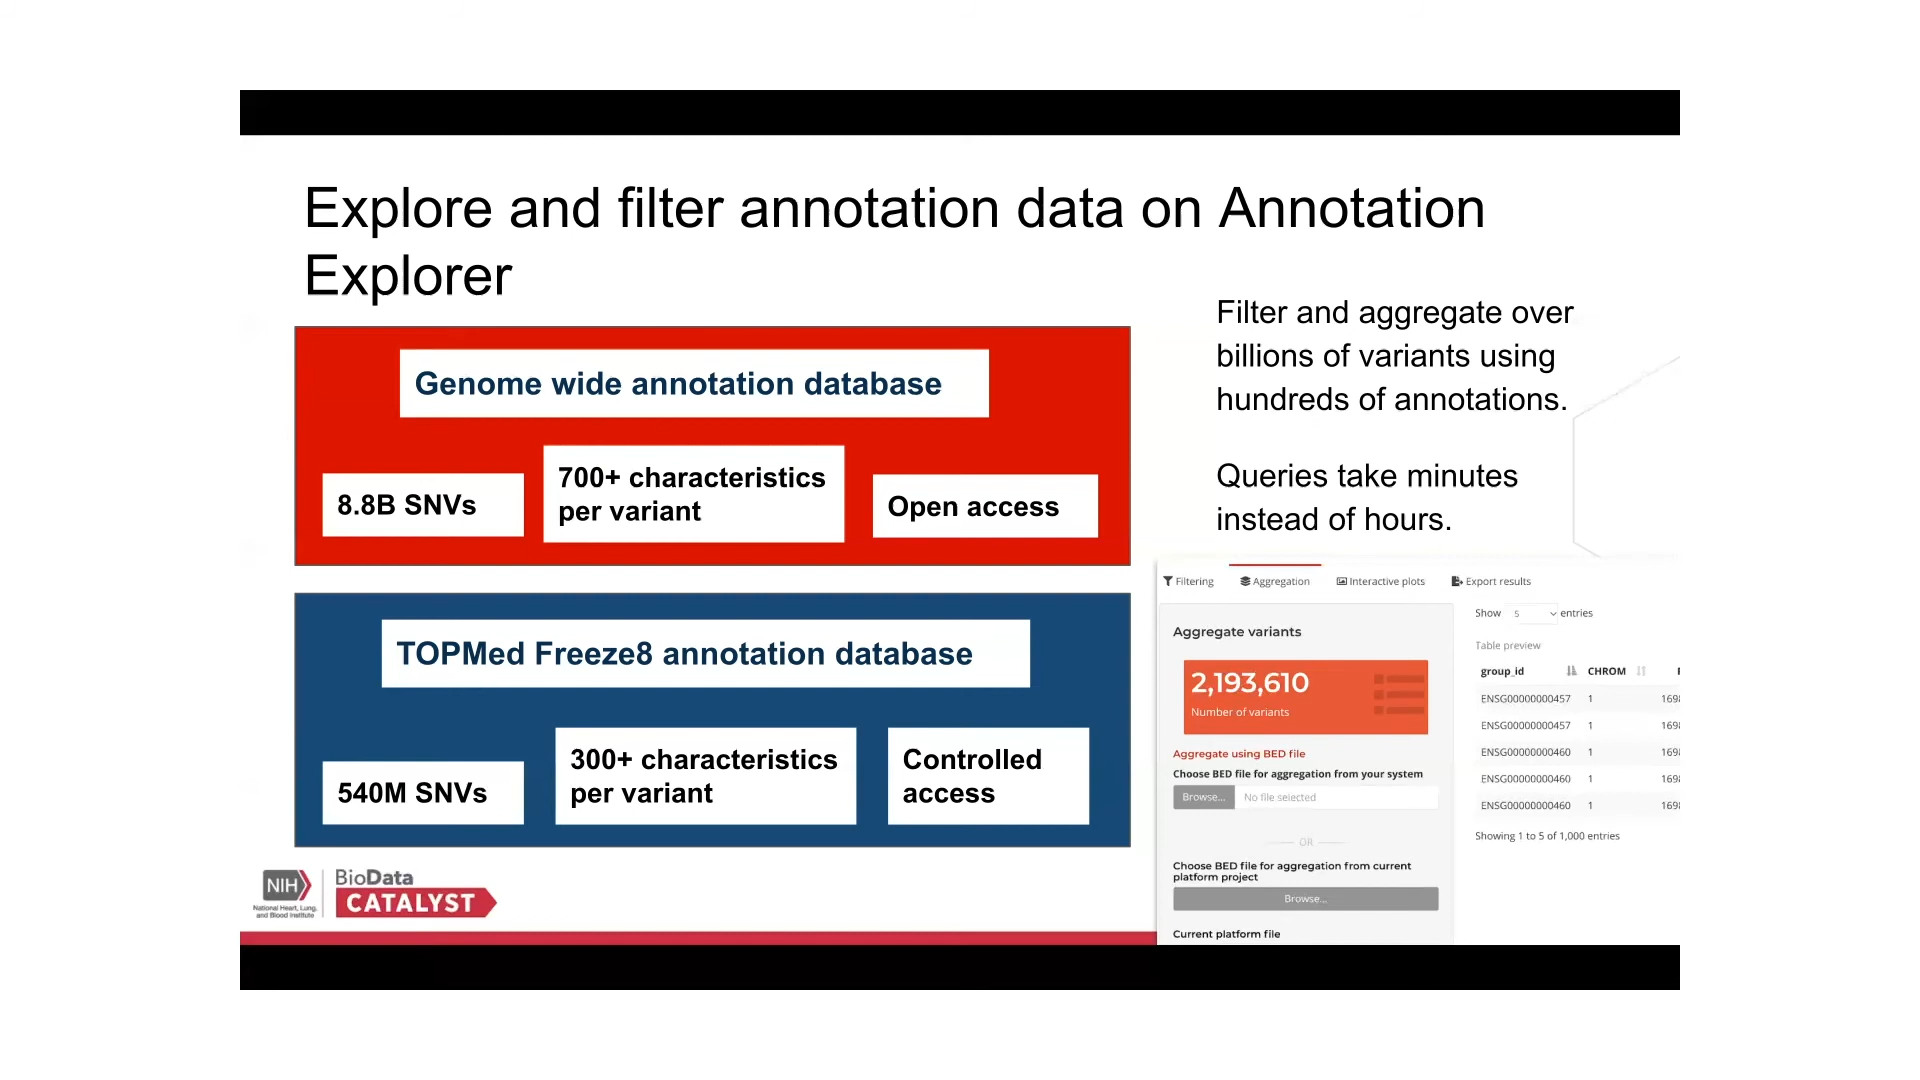 Explore and filter annotation data on Annotation
Explorer
Genome wide annotation database
8.8B SNVs
700+ characteristics
per variant
Open access
TOPMed Freeze8 annotation database
540M SNVs
300+ characteristics
per variant
Controlled
access
Filter and aggregate over
billions of variants using
hundreds of annotations.
Queries take minutes
instead of hours.
Filtering
Aggregation
Interactive plots
Export results
Aggregate variants
2,193,610
Number of variants
Aggregate using BED file
Choose BED file for aggregation from your system
Browse... No file selected
OR
Choose BED file for aggregation from current
platform project
Browse...
Current platform file
Show 5 entries
Table preview
group_id CHROM
ENSG00000000457 1 169
ENSG00000000457 1 169
ENSG00000000460 1 169
ENSG00000000460 1 169
ENSG00000000460 1 169
Showing 1 to 5 of 1,000 entries
NIH
National Heart, Lung,
and Blood Institute
BioData
CATALYST